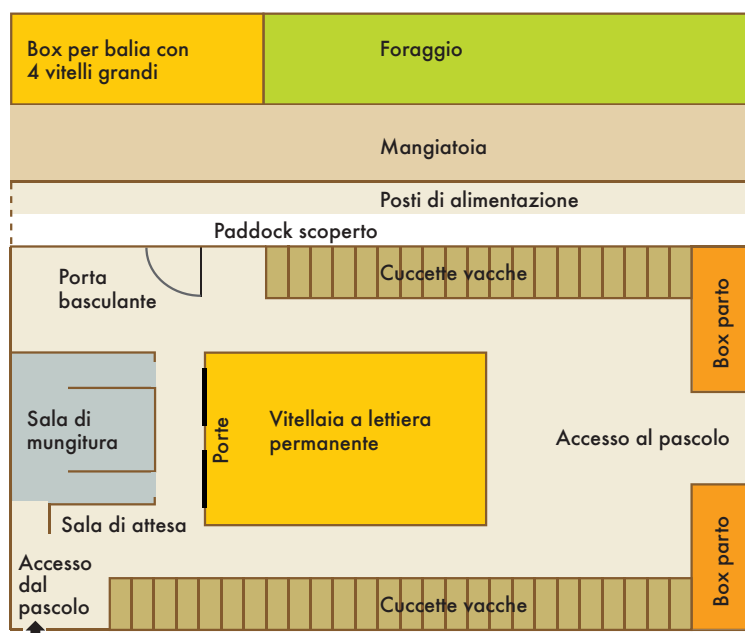 Box per balia con
4 vitelli grandi
Foraggio
Mangiatoia
Posti di alimentazione
Paddock scoperto
Porta
basculante
Cuccette vacche
Box parto
Sala di
mungitura
Porte
Vitellaia a lettiera
permanente
Accesso al pascolo
Sala di attesa
Accesso
dal
pascolo
Cuccette vacche
Box parto